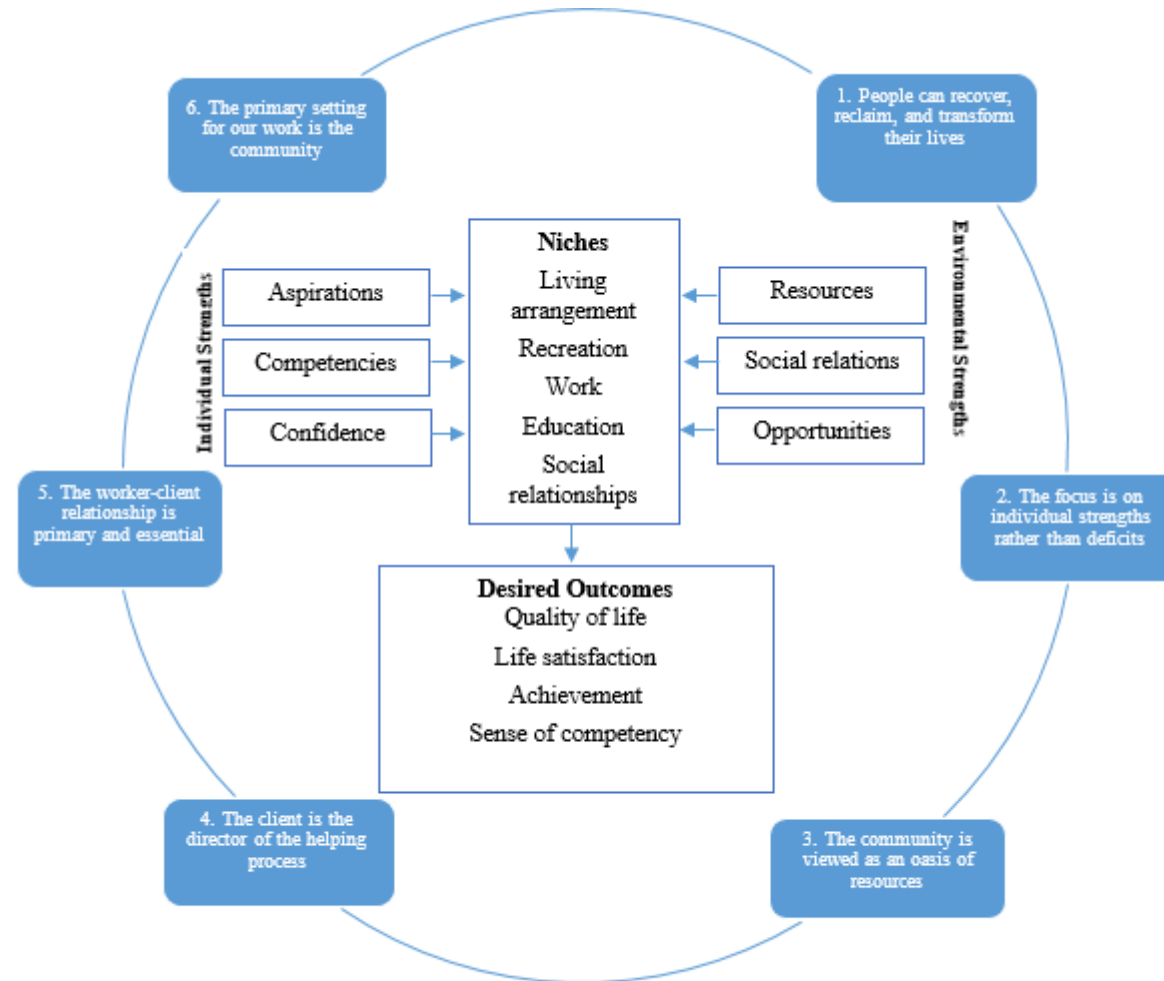 6. The primary setting
for our work is the
community
1. People can recover,
reclaim, and transform
their lives
Individual Strengths
Aspirations
Competencies
Confidence
Niches
Living
arrangement
Recreation
Work
Education
Social
relationships
Resources
Social relations
Opportunities
Environmental Strengths
5. The worker-client
relationship is
primary and essential
2. The focus is on
individual strengths
rather than deficits
Desired Outcomes
Quality of life
Life satisfaction
Achievement
Sense of competency
4. The client is the
director of the helping
process
3. The community is
viewed as an oasis of
resources